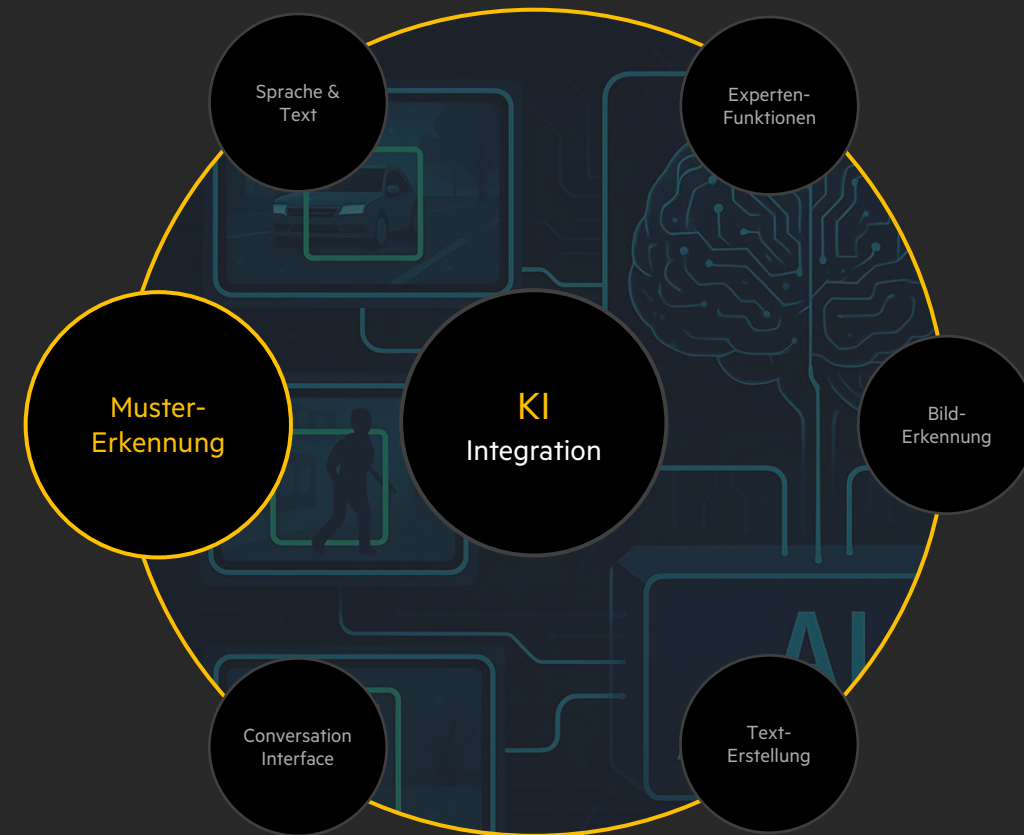 Sprache &
Text
Experten-
Funktionen
Muster-
Erkennung
KI
Integration
Bild-
Erkennung
AI
Conversation
Interface
Text-
Erstellung